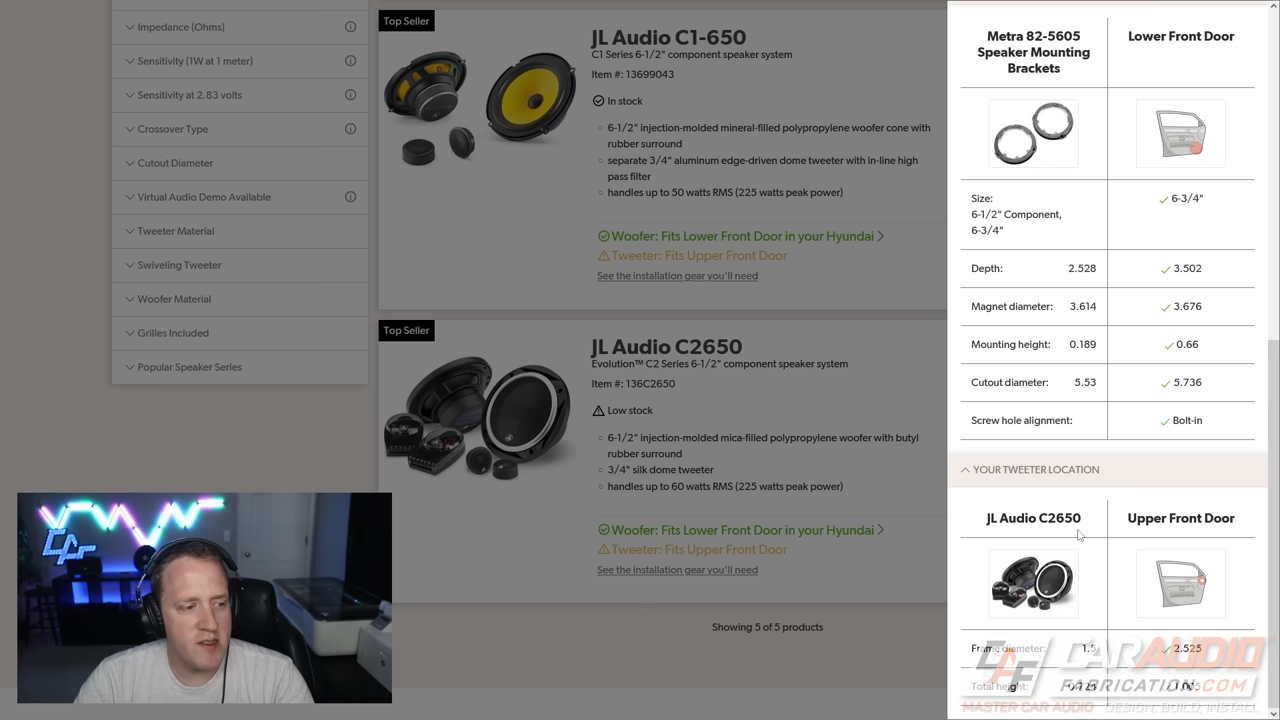 Impedance (Ohms)
Sensitivity (1W at 1 meter)
Sensitivity at 2.83 volts
Crossover Type
Cutout Diameter
Virtual Audio Demo Available
Tweeter Material
Swiveling Tweeter
Woofer Material
Grilles Included
Popular Speaker Series
Top Seller
JL Audio C1-650
C1 Series 6-1/2" component speaker system
Item #: 13699043
In stock
6-1/2" injection-molded mineral-filled polypropylene woofer cone with
rubber surround
separate 3/4" aluminum edge-driven dome tweeter with in-line high
pass filter
handles up to 50 watts RMS (225 watts peak power)
Woofer: Fits Lower Front Door in your Hyundai
Tweeter: Fits Upper Front Door
See the installation gear you'll need
Top Seller
JL Audio C2650
Evolution™ C2 Series 6-1/2" component speaker system
Item #: 136C2650
Low stock
6-1/2" injection-molded mica-filled polypropylene woofer with butyl
rubber surround
3/4" silk dome tweeter
handles up to 60 watts RMS (225 watts peak power)
Woofer: Fits Lower Front Door in your Hyundai
Tweeter: Fits Upper Front Door
See the installation gear you'll need
Showing 5 of 5 products
Metra 82-5605
Speaker Mounting
Brackets
Lower Front Door
Size:
6-1/2" Component,
6-3/4"
6-3/4"
Depth: 2.528 3.502
Magnet diameter: 3.614 3.676
Mounting height: 0.189 0.66
Cutout diameter: 5.53 5.736
Screw hole alignment: Bolt-in
YOUR TWEETER LOCATION
JL Audio C2650 Upper Front Door
Frame diameter: 2.525
Total height:
CAF
CAR AUDIO
FABRICATION.COM
MASTER CAR AUDIO DESIGN, BUILD, INSTALL
CAF